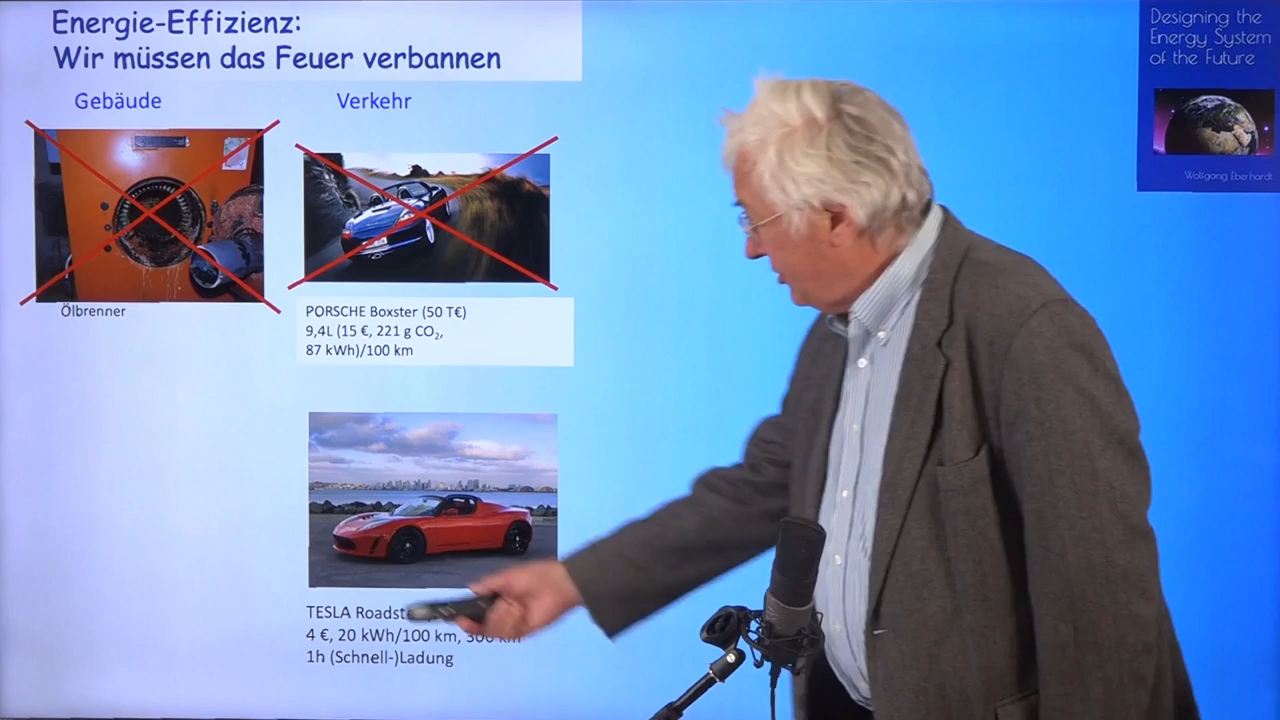 Energie-Effizienz:
Wir müssen das Feuer verbannen
Gebäude
Verkehr
Ölbrenner
PORSCHE Boxster (50 T€)
9,4L (15 €, 221 g CO₂,
87 kWh)/100 km
TESLA
4 €, 20 kWh/100 km, 300 km
1h (Schnell-)Ladung
Designing the
Energy System
of the Future
Wolfgang Eberhardt